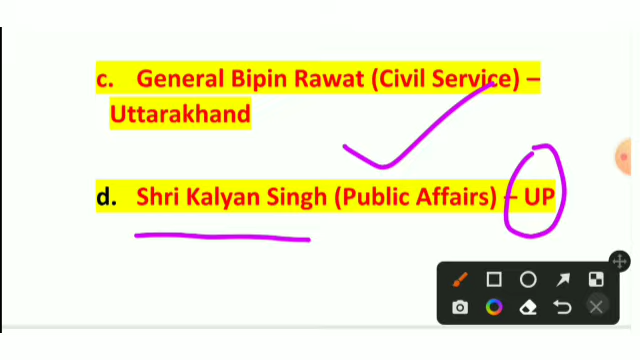 c. General Bipin Rawat (Civil Service) –
Uttarakhand
d. Shri Kalyan Singh (Public Affairs) – UP